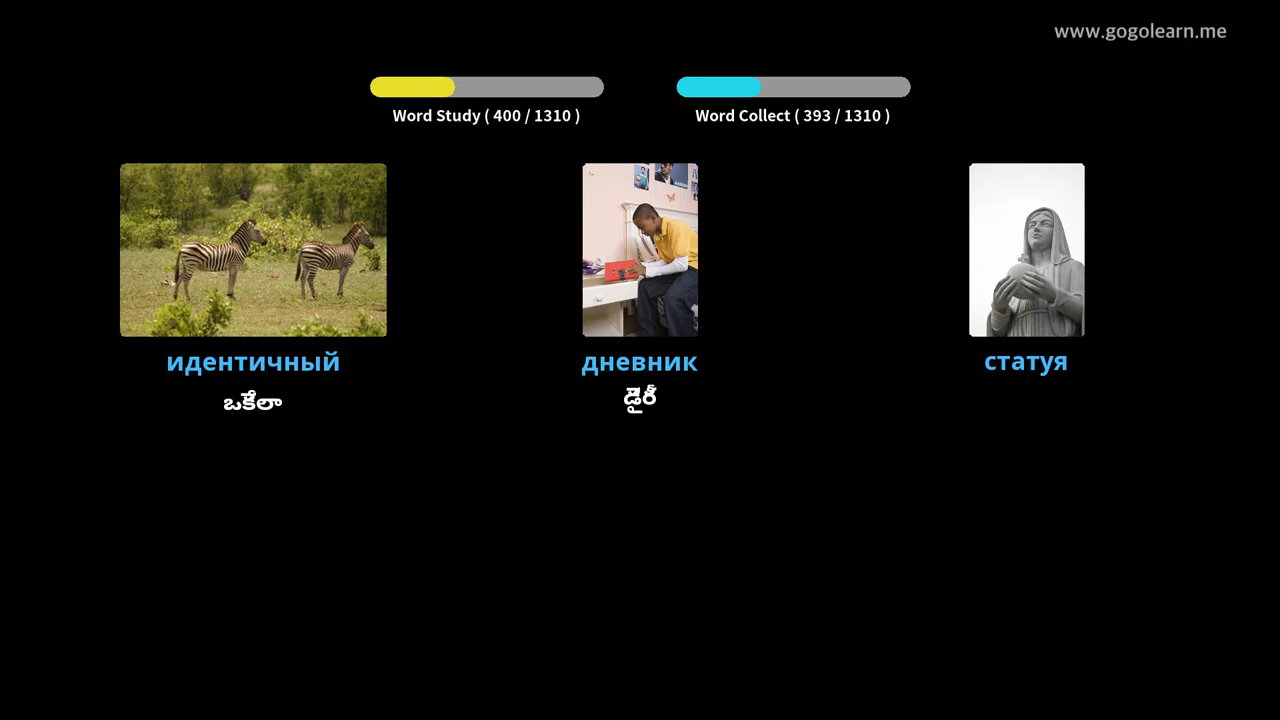 www.gogolearn.me
Word Study ( 400 / 1310 )
Word Collect ( 393 / 1310 )
идентичный
дневник
статуя
ఒకేలా
డైరీ